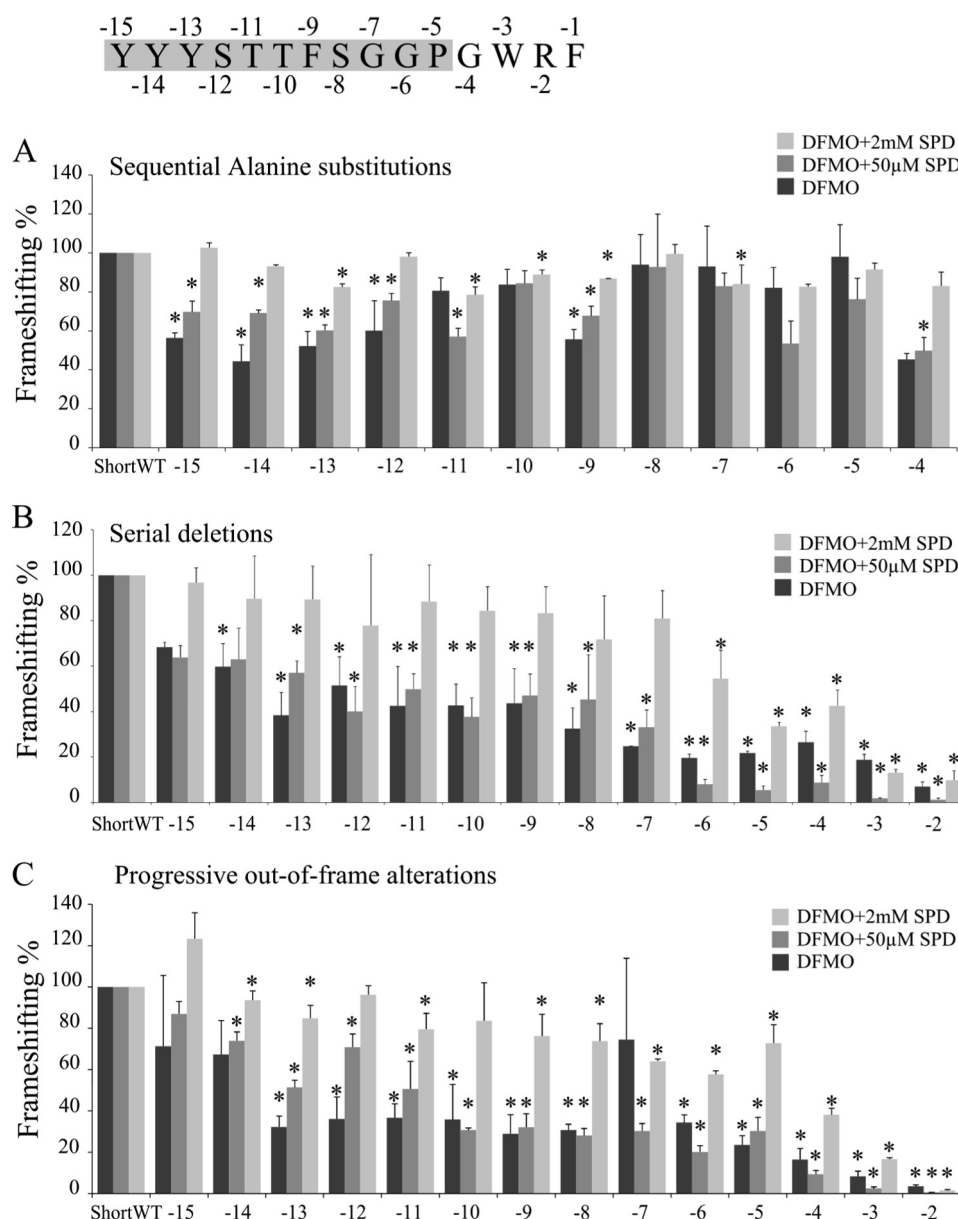 -15 -13 -11 -9 -7 -5 -3 -1
Y Y Y S T T F S G G P G W R F
-14 -12 -10 -8 -6 -4 -2
A Sequential Alanine substitutions
DFMO+2mM SPD
DFMO+50µM SPD
DFMO
Frameshifting %
140
120
100
80
60
40
20
0
* * * * * * * * * * * * * * * *
ShortWT -15 -14 -13 -12 -11 -10 -9 -8 -7 -6 -5 -4
B Serial deletions
DFMO+2mM SPD
DFMO+50µM SPD
DFMO
Frameshifting %
120
100
80
60
40
20
0
* * * * * * * * * * * * * * * * * * * * * * * * * * * * * *
ShortWT -15 -14 -13 -12 -11 -10 -9 -8 -7 -6 -5 -4 -3 -2
C Progressive out-of-frame alterations
DFMO+2mM SPD
DFMO+50µM SPD
DFMO
Frameshifting %
140
120
100
80
60
40
20
0
* * * * * * * * * * * * * * * * * * * * * * * * * * * * * * * * * *
ShortWT -15 -14 -13 -12 -11 -10 -9 -8 -7 -6 -5 -4 -3 -2